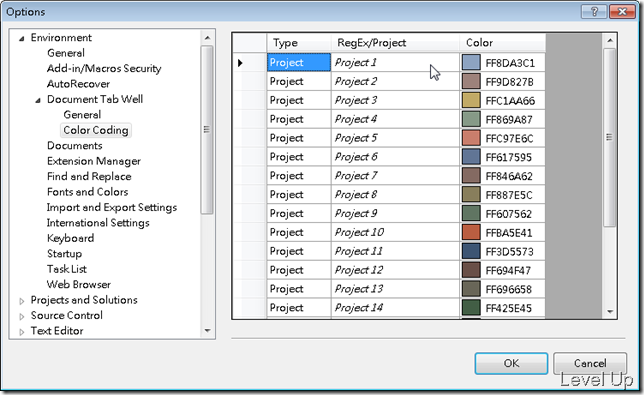 Options
Environment
General
Add-in/Macros Security
AutoRecover
Document Tab Well
General
Color Coding
Documents
Extension Manager
Find and Replace
Fonts and Colors
Import and Export Settings
International Settings
Keyboard
Startup
Task List
Web Browser
Projects and Solutions
Source Control
Text Editor
Type RegEx/Project Color
Project Project 1 FF8DA3C1
Project Project 2 FF9D827B
Project Project 3 FFC1AA66
Project Project 4 FF869A87
Project Project 5 FFC97E6C
Project Project 6 FF617595
Project Project 7 FF846A62
Project Project 8 FF887E5C
Project Project 9 FF607562
Project Project 10 FFBA5E41
Project Project 11 FF3D5573
Project Project 12 FF694F47
Project Project 13 FF696658
Project Project 14 FF425E45
OK Cancel
Level Up